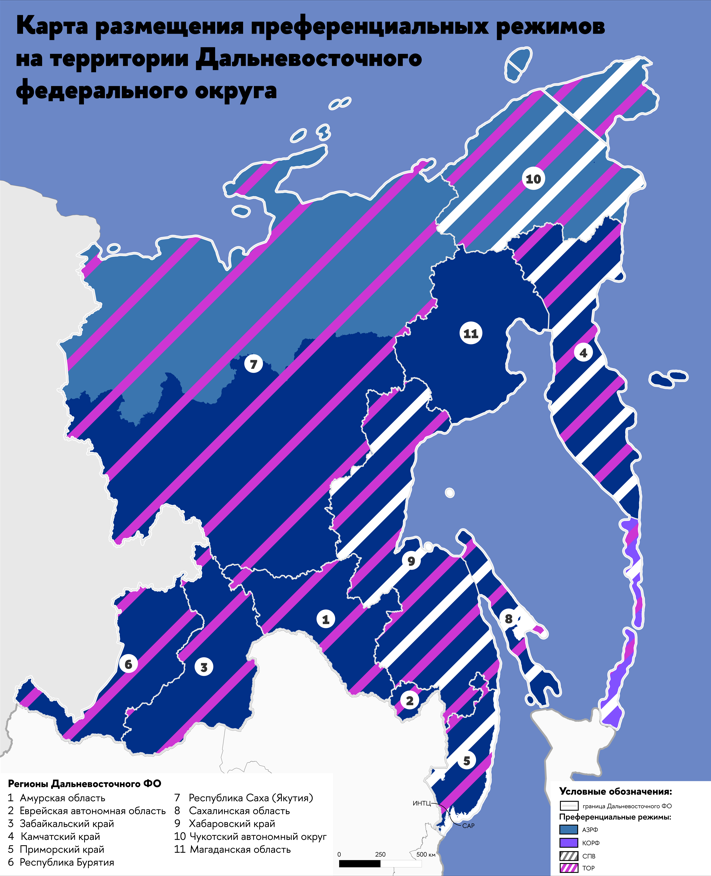 Карта размещения преференциальных режимов
на территории Дальневосточного
федерального округа
10
11
7
4
9
8
1
6
3
2
5
ИНТЦ
САР
Регионы Дальневосточного ФО
1 Амурская область
2 Еврейская автономная область
3 Забайкальский край
4 Камчатский край
5 Приморский край
6 Республика Бурятия
7 Республика Саха (Якутия)
8 Сахалинская область
9 Хабаровский край
10 Чукотский автономный округ
11 Магаданская область
0 250 500 км
Условные обозначения:
граница Дальневосточного ФО
Преференциальные режимы:
АЗРФ
КОРФ
СПВ
ТОР